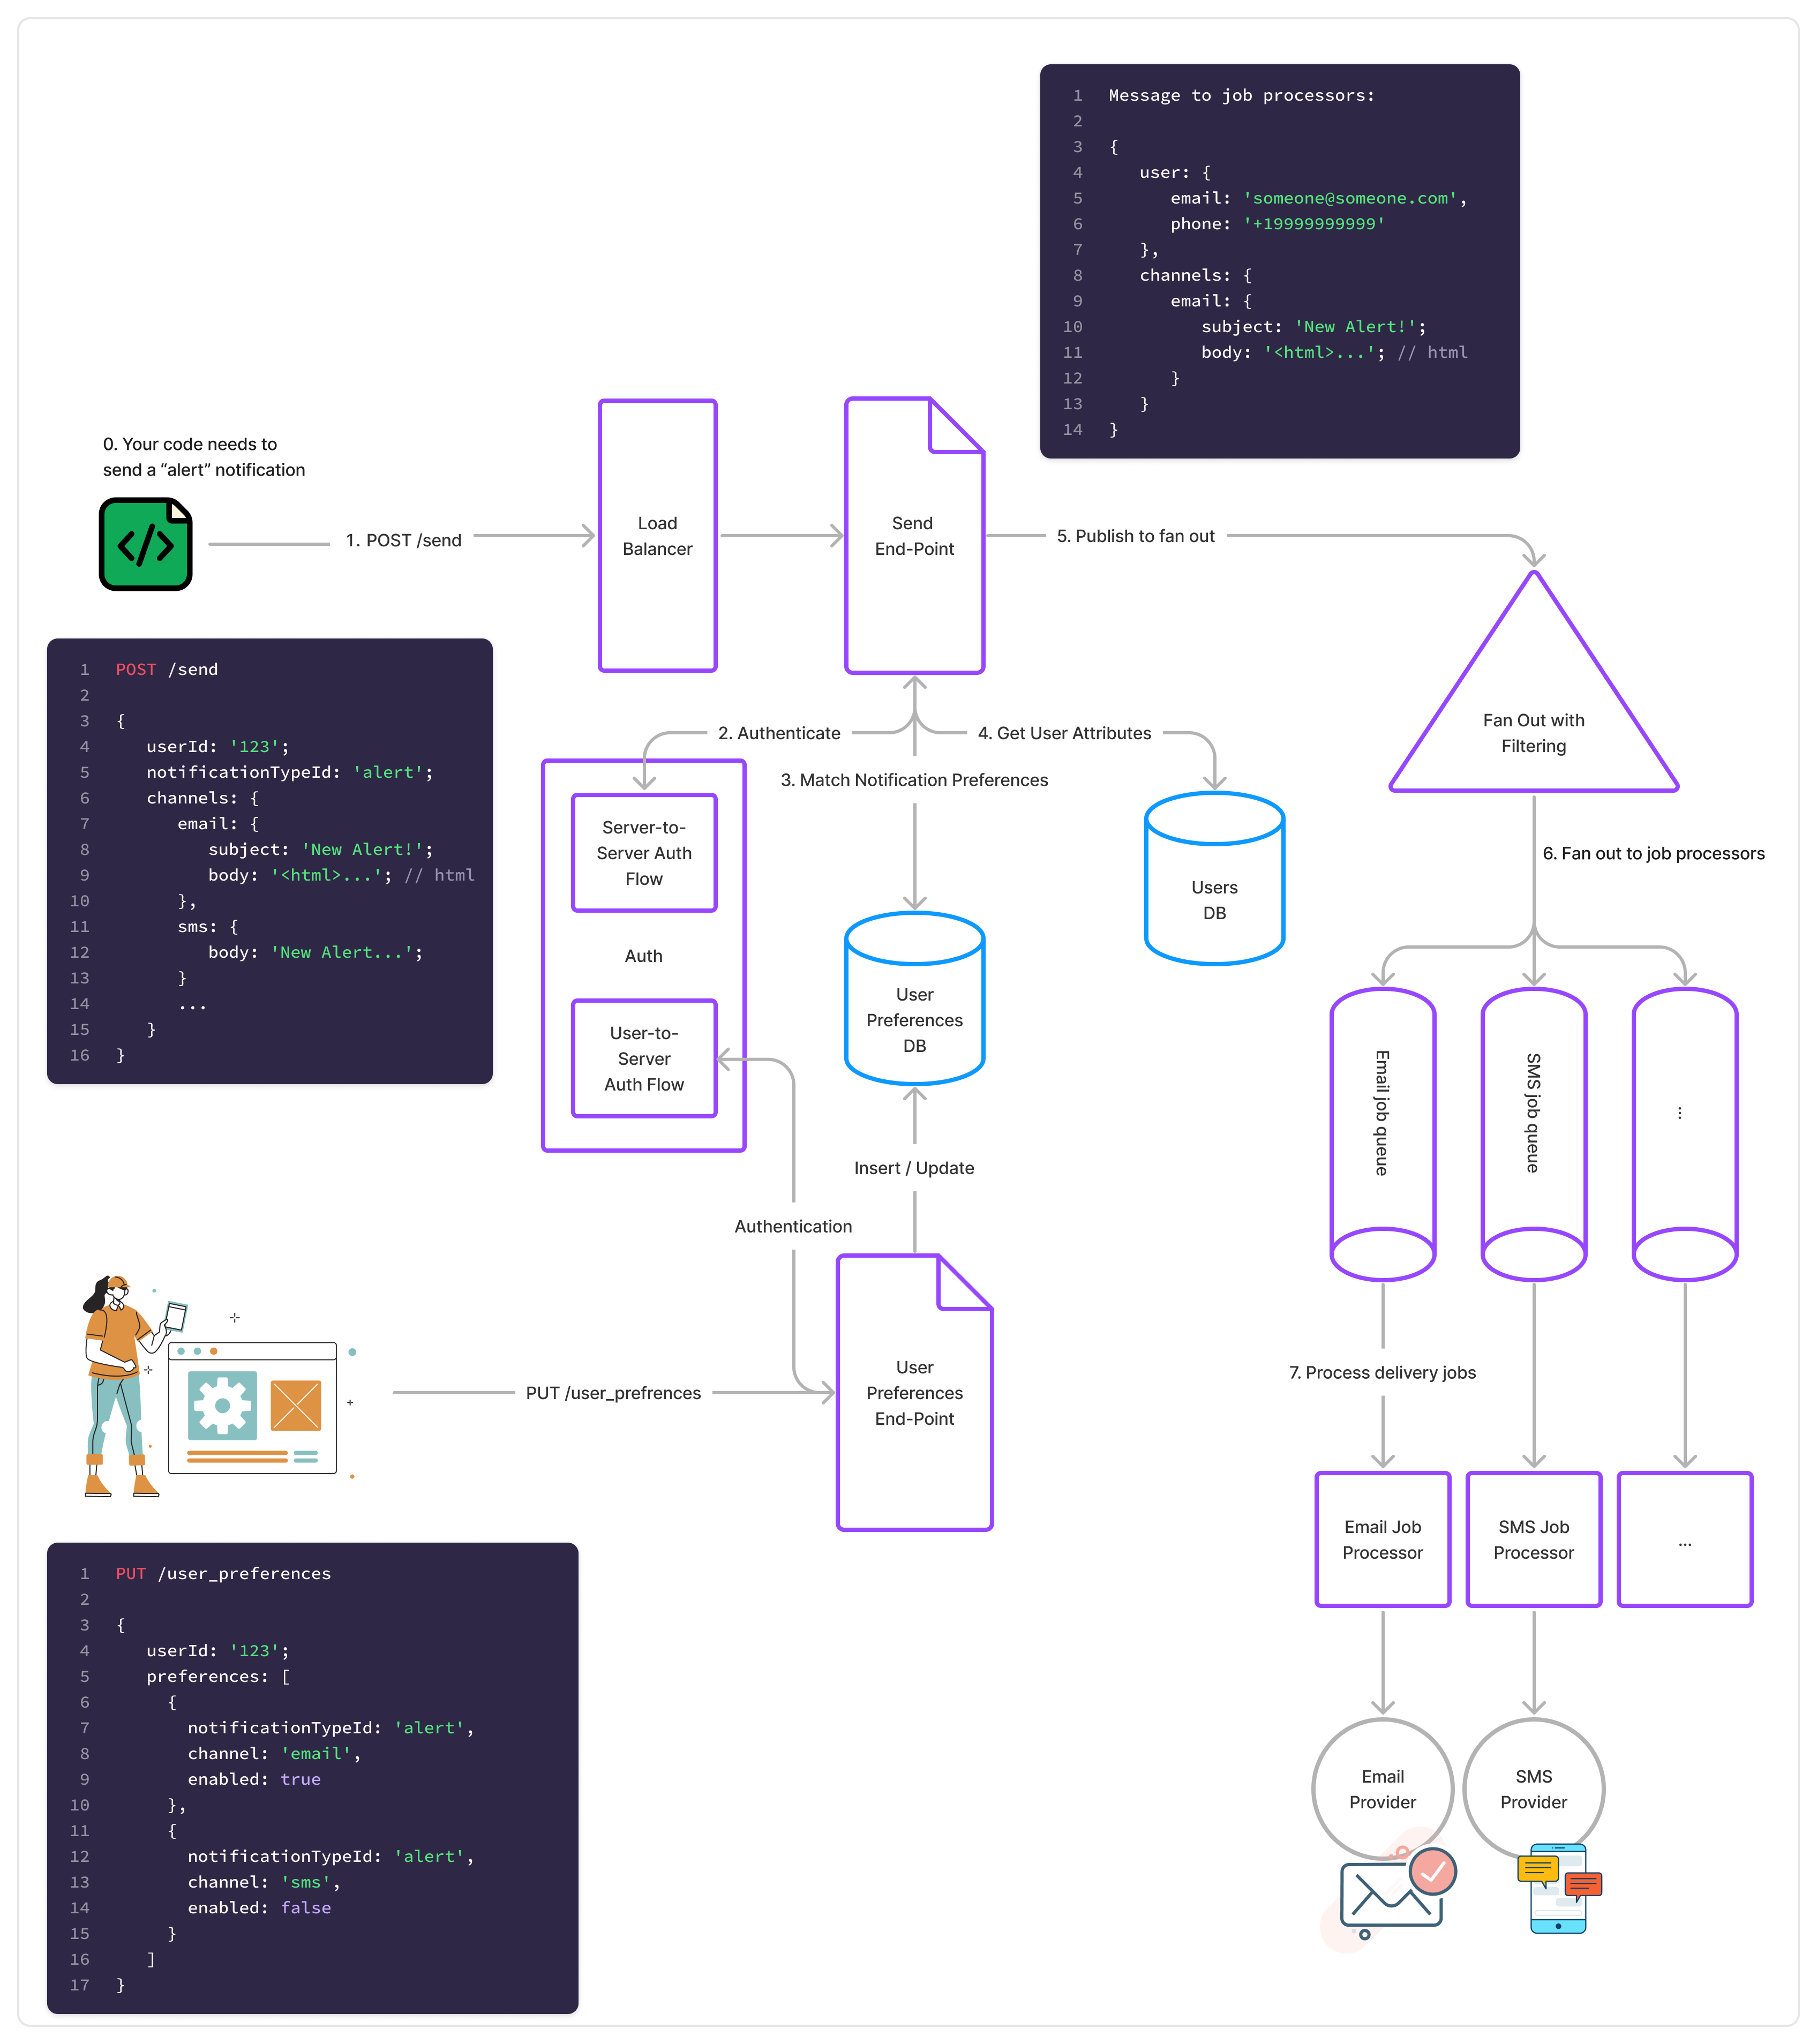 1 Message to job processors:
2
3 {
4 user: {
5 email: 'someone@someone.com',
6 phone: '+19999999999'
7 },
8 channels: {
9 email: {
10 subject: 'New Alert!';
11 body: '<html>...'; // html
12 }
13 }
14 }
0. Your code needs to
send a “alert” notification
</>
1. POST /send
Load
Balancer
Send
End-Point
5. Publish to fan out
1 POST /send
2
3 {
4 userId: '123';
5 notificationTypeId: 'alert';
6 channels: {
7 email: {
8 subject: 'New Alert!';
9 body: '<html>...'; // html
10 },
11 sms: {
12 body: 'New Alert...';
13 }
14 ...
15 }
16 }
2. Authenticate
4. Get User Attributes
3. Match Notification Preferences
Fan Out with
Filtering
Server-to-
Server Auth
Flow
Auth
User-to-
Server
Auth Flow
Users
DB
User
Preferences
DB
6. Fan out to job processors
Email job queue
SMS job queue
...
Insert / Update
Authentication
PUT /user_prefrences
User
Preferences
End-Point
7. Process delivery jobs
Email Job
Processor
SMS Job
Processor
...
1 PUT /user_preferences
2
3 {
4 userId: '123';
5 preferences: [
6 {
7 notificationTypeId: 'alert',
8 channel: 'email',
9 enabled: true
10 },
11 {
12 notificationTypeId: 'alert',
13 channel: 'sms',
14 enabled: false
15 }
16 ]
17 }
Email
Provider
SMS
Provider